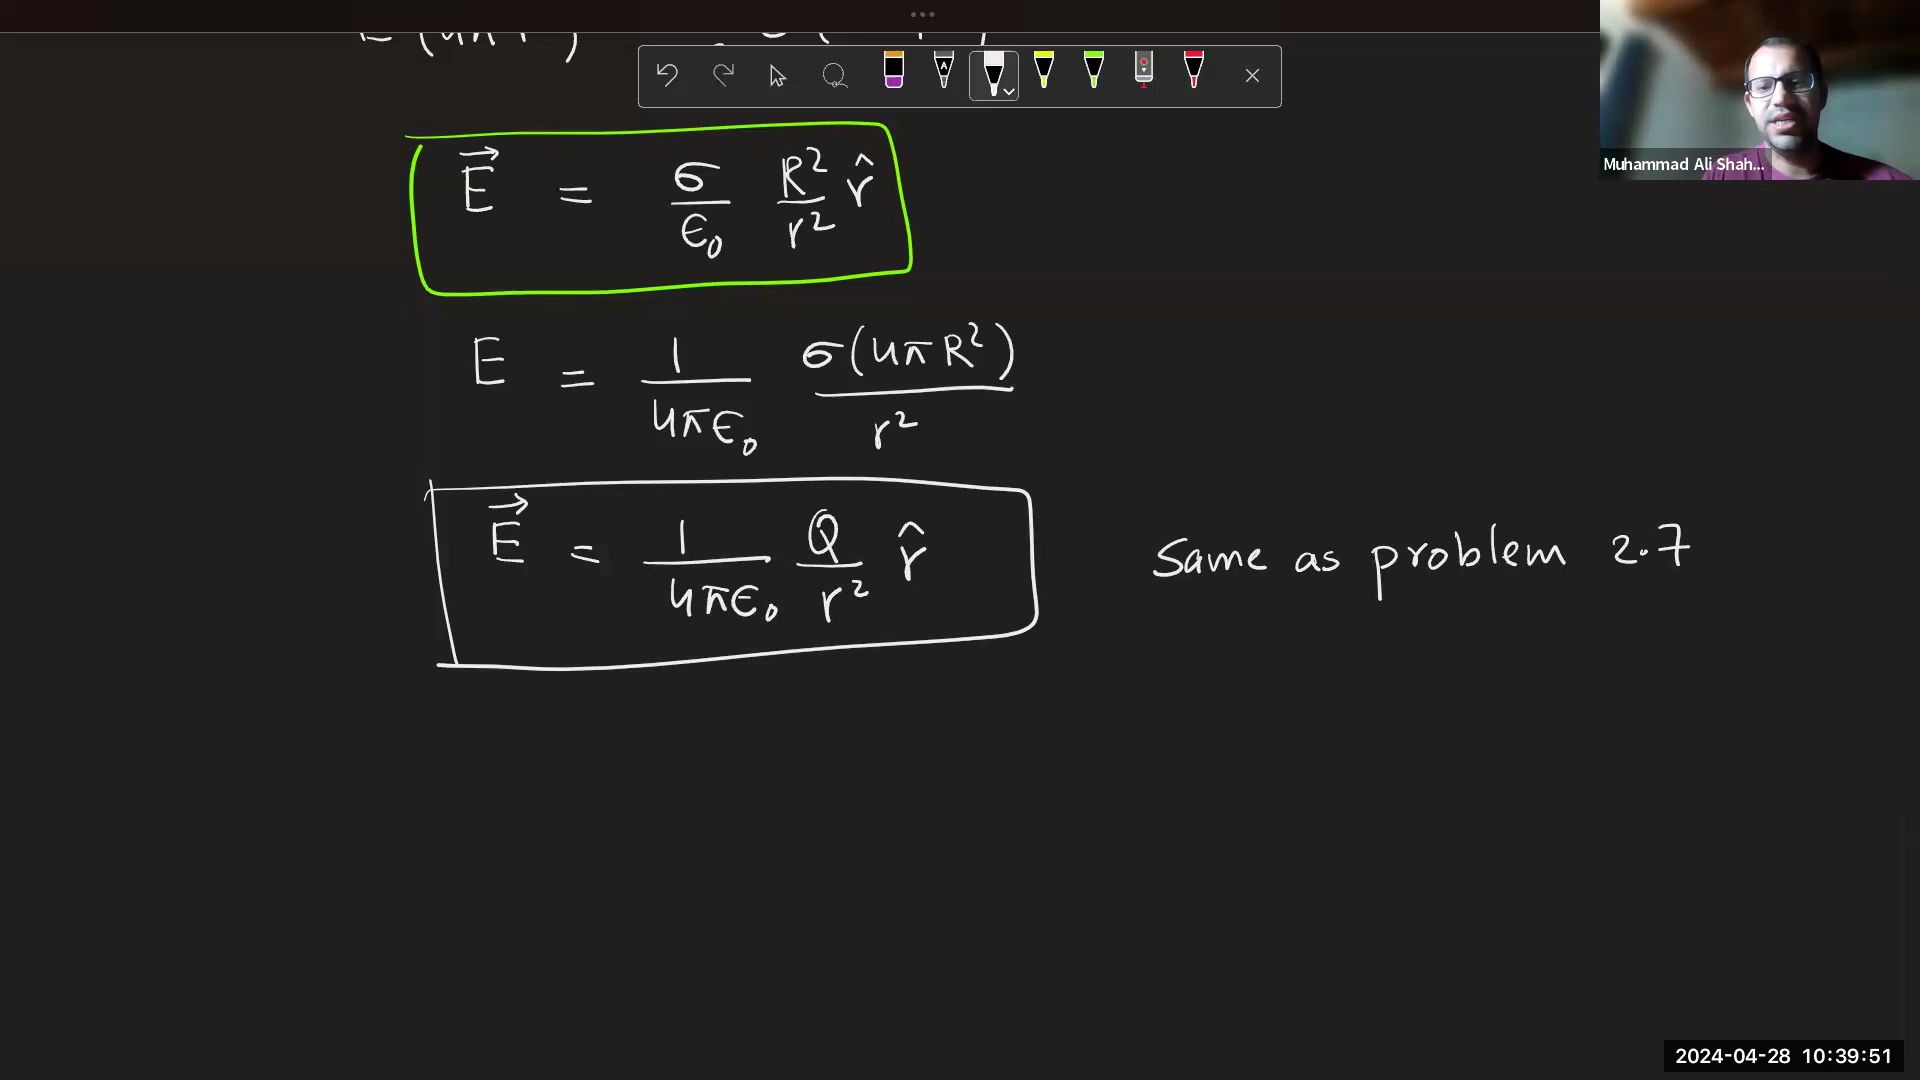 Muhammad Ali Shah...
A
E⃗ = σ/ϵ₀ R²/r² r̂
E = 1/4πϵ₀ σ(4πR²)/r²
E⃗ = 1/4πϵ₀ Q/r² r̂
Same as problem 2.7
2024-04-28 10:39:51